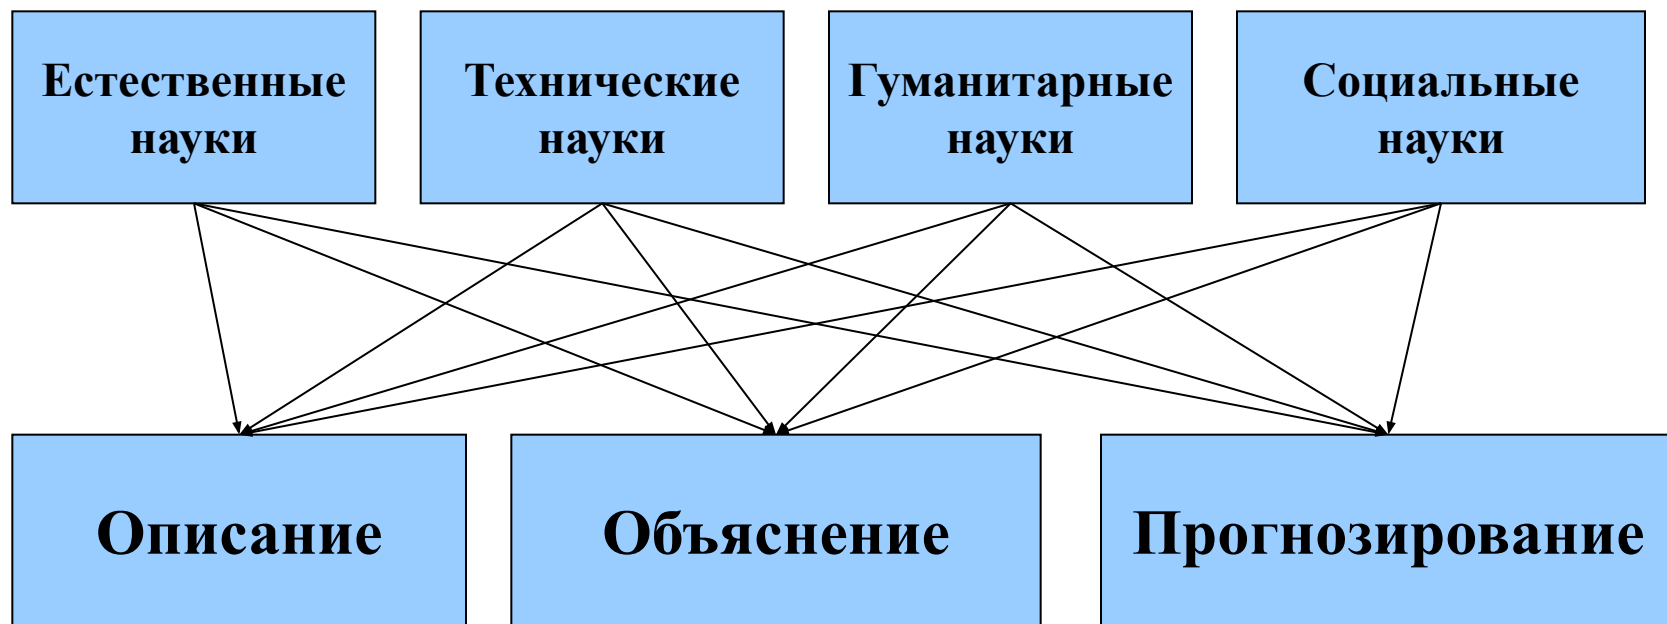 Естественные
науки
Технические
науки
Гуманитарные
науки
Социальные
науки
Описание
Объяснение
Прогнозирование